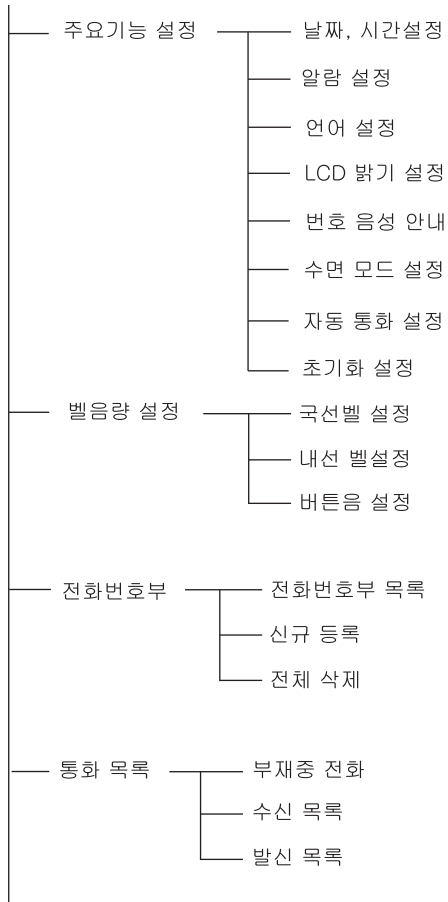 주요기능 설정
날짜, 시간설정
알람 설정
언어 설정
LCD 밝기 설정
번호 음성 안내
수면 모드 설정
자동 통화 설정
초기화 설정
벨음량 설정
국선벨 설정
내선 벨설정
버튼음 설정
전화번호부
전화번호부 목록
신규 등록
전체 삭제
통화 목록
부재중 전화
수신 목록
발신 목록